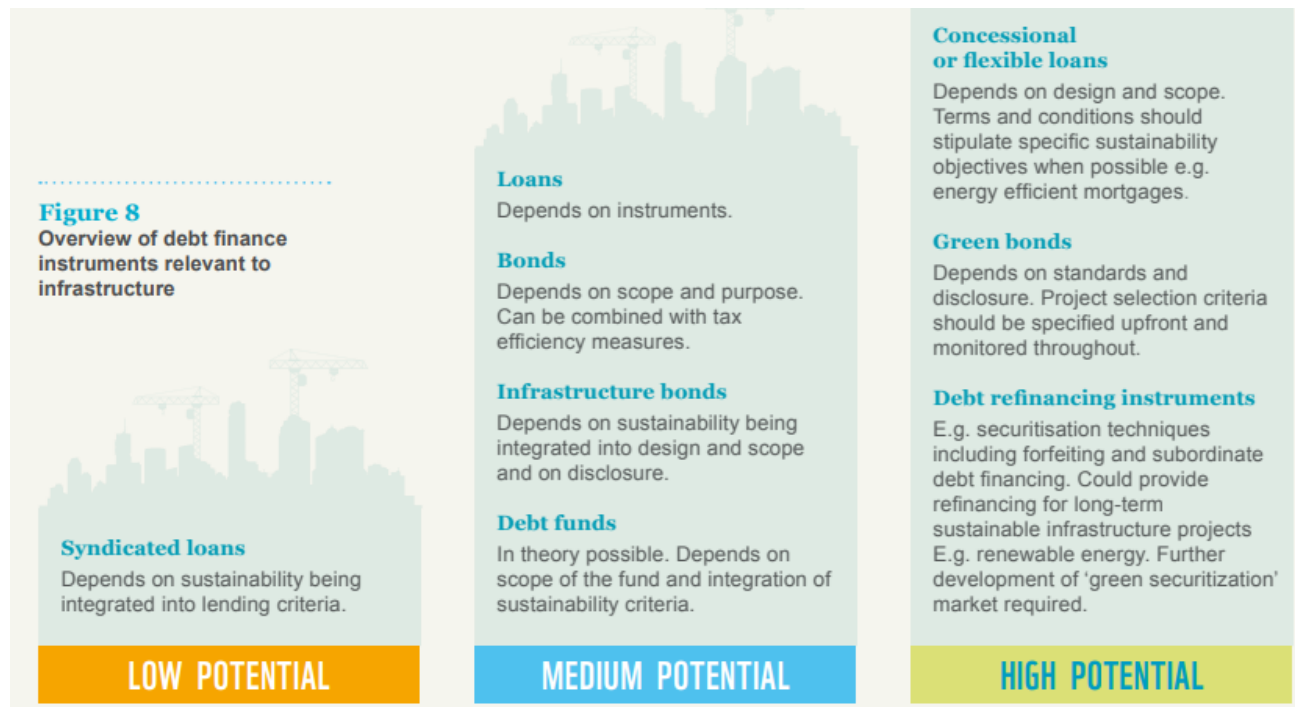 Figure 8
Overview of debt finance
instruments relevant to
infrastructure
Syndicated loans
Depends on sustainability being
integrated into lending criteria.
LOW POTENTIAL
Loans
Depends on instruments.
Bonds
Depends on scope and purpose.
Can be combined with tax
efficiency measures.
Infrastructure bonds
Depends on sustainability being
integrated into design and scope
and on disclosure.
Debt funds
In theory possible. Depends on
scope of the fund and integration of
sustainability criteria.
MEDIUM POTENTIAL
Concessional
or flexible loans
Depends on design and scope.
Terms and conditions should
stipulate specific sustainability
objectives when possible e.g.
energy efficient mortgages.
Green bonds
Depends on standards and
disclosure. Project selection criteria
should be specified upfront and
monitored throughout.
Debt refinancing instruments
E.g. securitisation techniques
including forfeiting and subordinate
debt financing. Could provide
refinancing for long-term
sustainable infrastructure projects
E.g. renewable energy. Further
development of ‘green securitization’
market required.
HIGH POTENTIAL